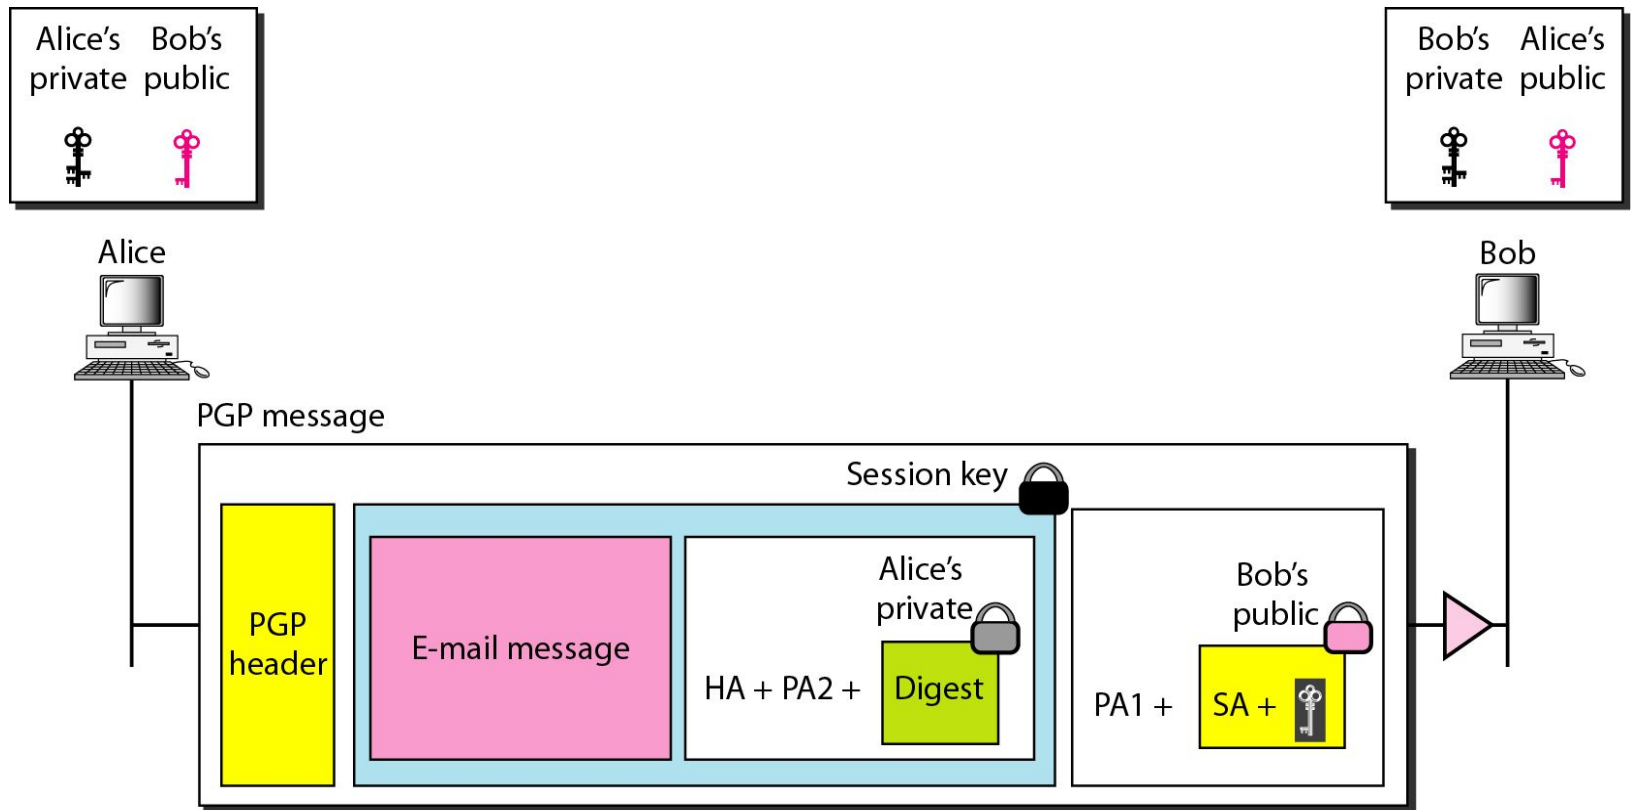 Alice's
private
Bob's
public
Bob's
private
Alice's
public
Alice
Bob
PGP message
Session key
PGP
header
E-mail message
Alice's
private
HA + PA2 +
Digest
Bob's
public
PA1 +
SA +